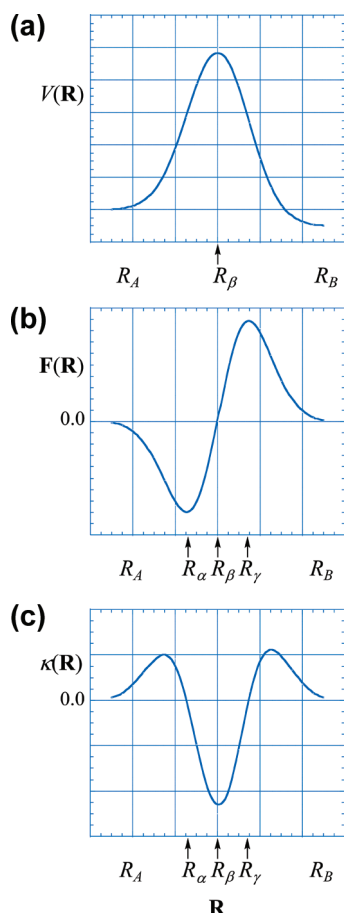 (a)
V(R)
R_A R_β R_B
(b)
F(R)
0.0
R_A R_α R_β R_γ R_B
(c)
κ(R)
0.0
R_A R_α R_β R_γ R_B
R